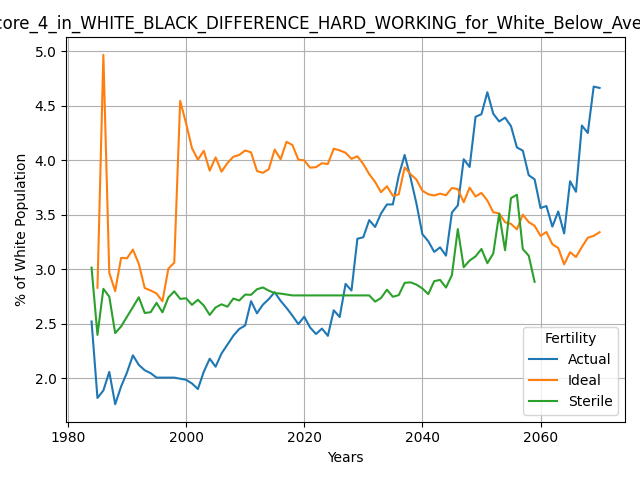 core_4_in_WHITE_BLACK_DIFFERENCE_HARD_WORKING_for_White_Below_Ave
% of White Population
5.0
4.5
4.0
3.5
3.0
2.5
2.0
Fertility
Actual
Ideal
Sterile
1980
2000
2020
2040
2060
Years